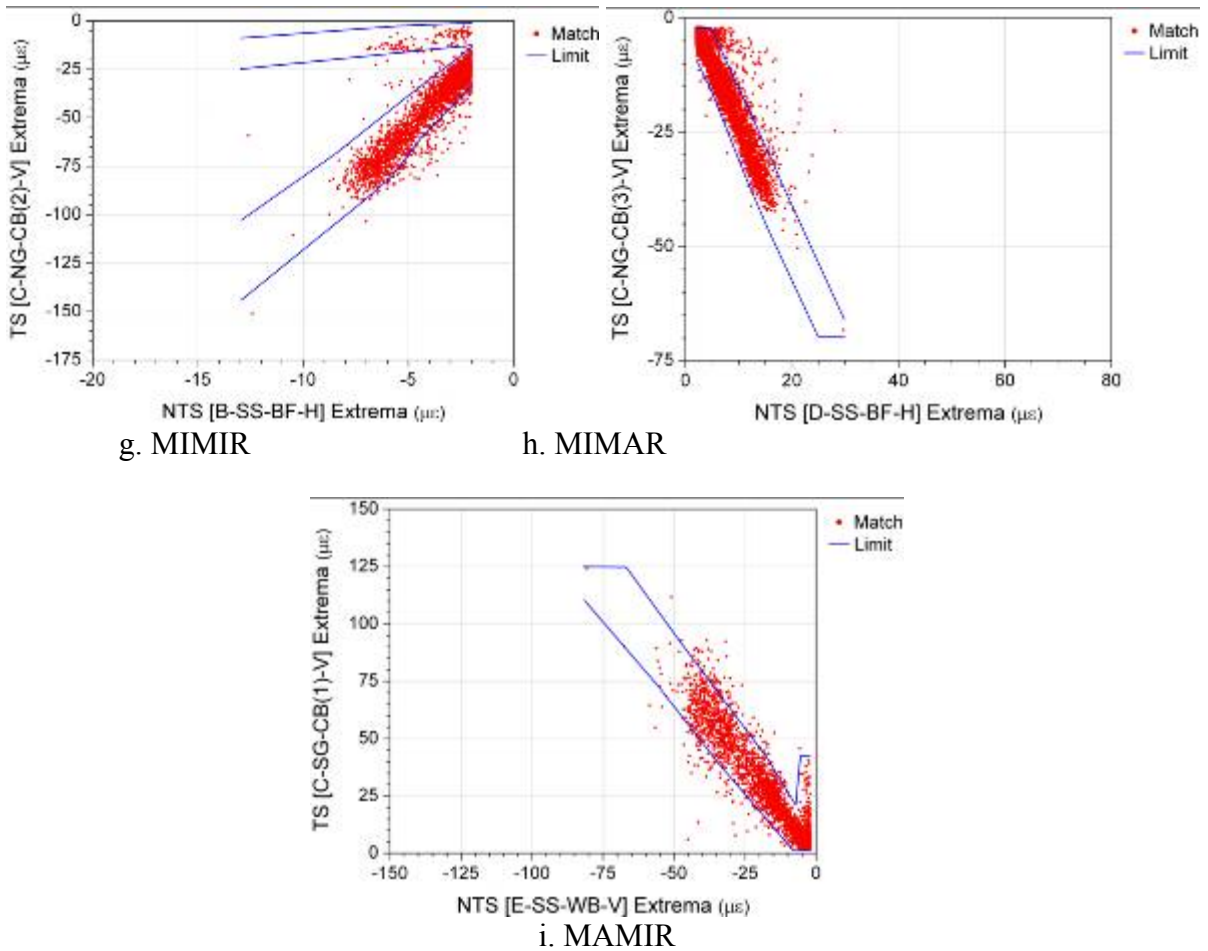 TS [C-NG-CB(2)-V] Extrema (με)
0
-25
-50
-75
-100
-125
-150
-175
-20
-15
-10
-5
0
NTS [B-SS-BF-H] Extrema (με)
Match
Limit
TS [C-NG-CB(3)-V] Extrema (με)
0
-25
-50
-75
0
20
40
60
80
NTS [D-SS-BF-H] Extrema (με)
Match
Limit
g. MIMIR
h. MIMAR
TS [C-SG-CB(1)-V] Extrema (με)
150
125
100
75
50
25
0
-150
-125
-100
-75
-50
-25
0
NTS [E-SS-WB-V] Extrema (με)
Match
Limit
i. MAMIR